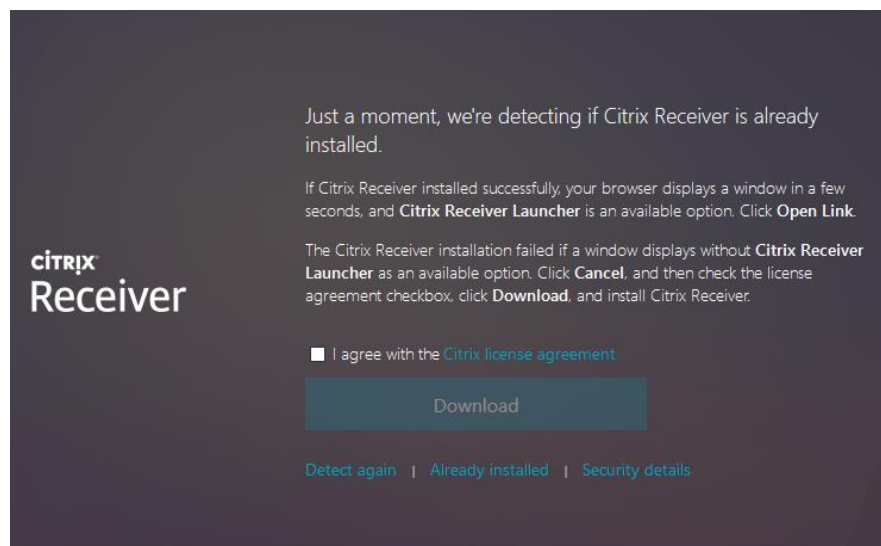 Just a moment, we're detecting if Citrix Receiver is already
installed.
If Citrix Receiver installed successfully, your browser displays a window in a few
seconds, and Citrix Receiver Launcher is an available option. Click Open Link.
The Citrix Receiver installation failed if a window displays without Citrix Receiver
Launcher as an available option. Click Cancel, and then check the license
agreement checkbox, click Download, and install Citrix Receiver.
CİTRIX
Receiver
I agree with the Citrix license agreement
Download
Detect again | Already installed | Security details